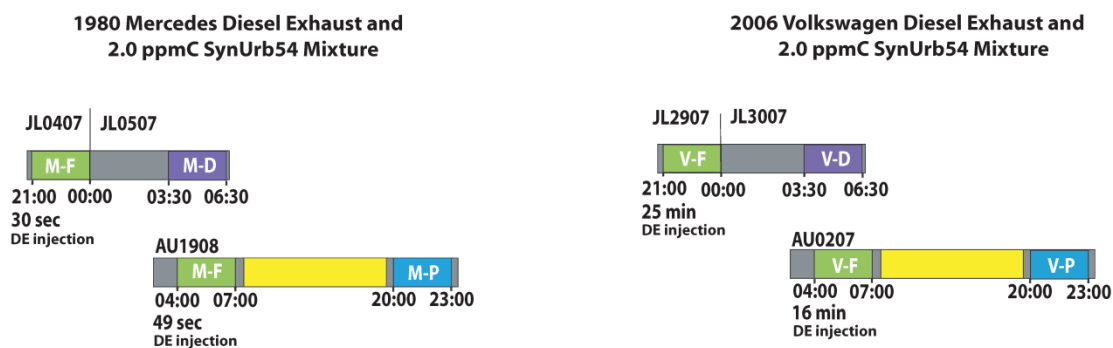 1980 Mercedes Diesel Exhaust and
2.0 ppmC SynUrb54 Mixture
JL0407 JL0507
M-F M-D
21:00 00:00 03:30 06:30
30 sec
DE injection
AU1908
M-F M-P
04:00 07:00 20:00 23:00
49 sec
DE injection
2006 Volkswagen Diesel Exhaust and
2.0 ppmC SynUrb54 Mixture
JL2907 JL3007
V-F V-D
21:00 00:00 03:30 06:30
25 min
DE injection
AU0207
V-F V-P
04:00 07:00 20:00 23:00
16 min
DE injection